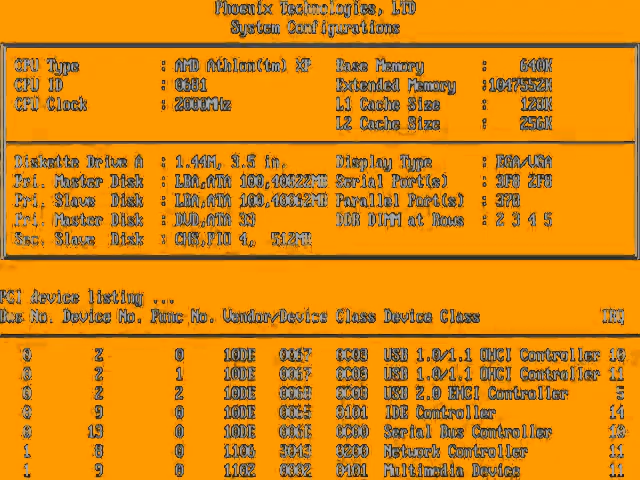 Phoenix Technologies, LTD
System Configurations
CPU Type : AMD Athlon(tm) XP Base Memory : 640K
CPU ID : 0681 Extended Memory : 1047552K
CPU Clock : 2000MHz L1 Cache Size : 128K
L2 Cache Size : 256K
Diskette Drive A : 1.44M, 3.5 in. Display Type : EGA/VGA
Pri. Master Disk : LBA,ATA 100, Serial Port(s) : 3F8 2F8
Pri. Slave Disk : LBA,ATA 100, Parallel Port(s) : 378
Pri. Master Disk : DVD,ATA 33 DDR DIMM at Rows : 2 3 4 5
Sec. Slave Disk : CHS,PIO 4, 512MB
PCI device listing ...
Bus No. Device No. Func No. Vendor/Device Class Device Class IRQ
0 2 0 10DE 0067 0C03 USB 1.0/1.1 OHCI Controller 10
0 2 1 10DE 0067 0C03 USB 1.0/1.1 OHCI Controller 11
0 2 2 10DE 0068 0C03 USB 2.0 EHCI Controller 5
0 9 0 10DE 0065 0101 IDE Controller 14
0 13 0 10DE 006E 0C00 Serial Bus Controller 10
1 8 0 1106 3043 0200 Network Controller 11
1 9 0 1102 0002 0401 Multimedia Device 11